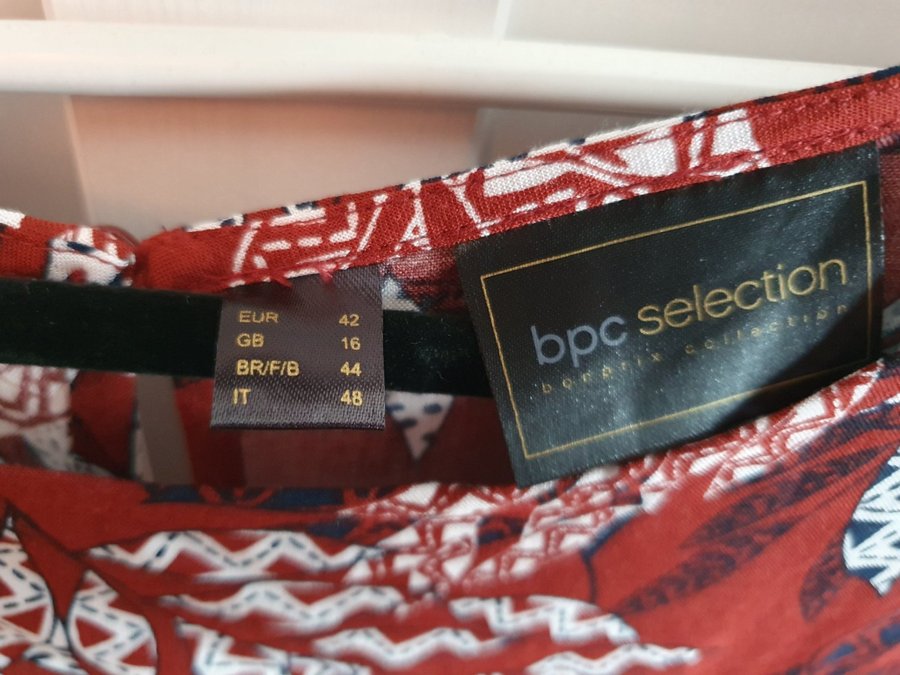 EUR 42
GB 16
BR/F/B 44
IT 48
bpc selection
bonprix collection